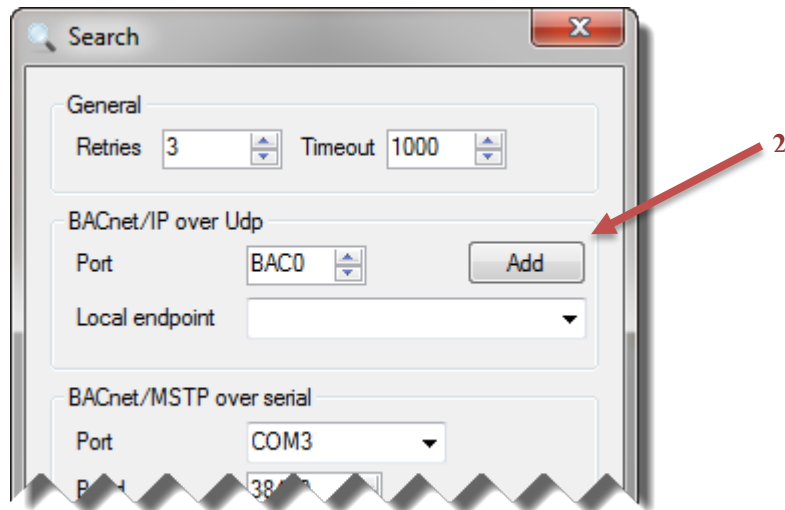 Search
General
Retries 3 Timeout 1000
2
BACnet/IP over Udp
Port BAC0 Add
Local endpoint
BACnet/MSTP over serial
Port COM3